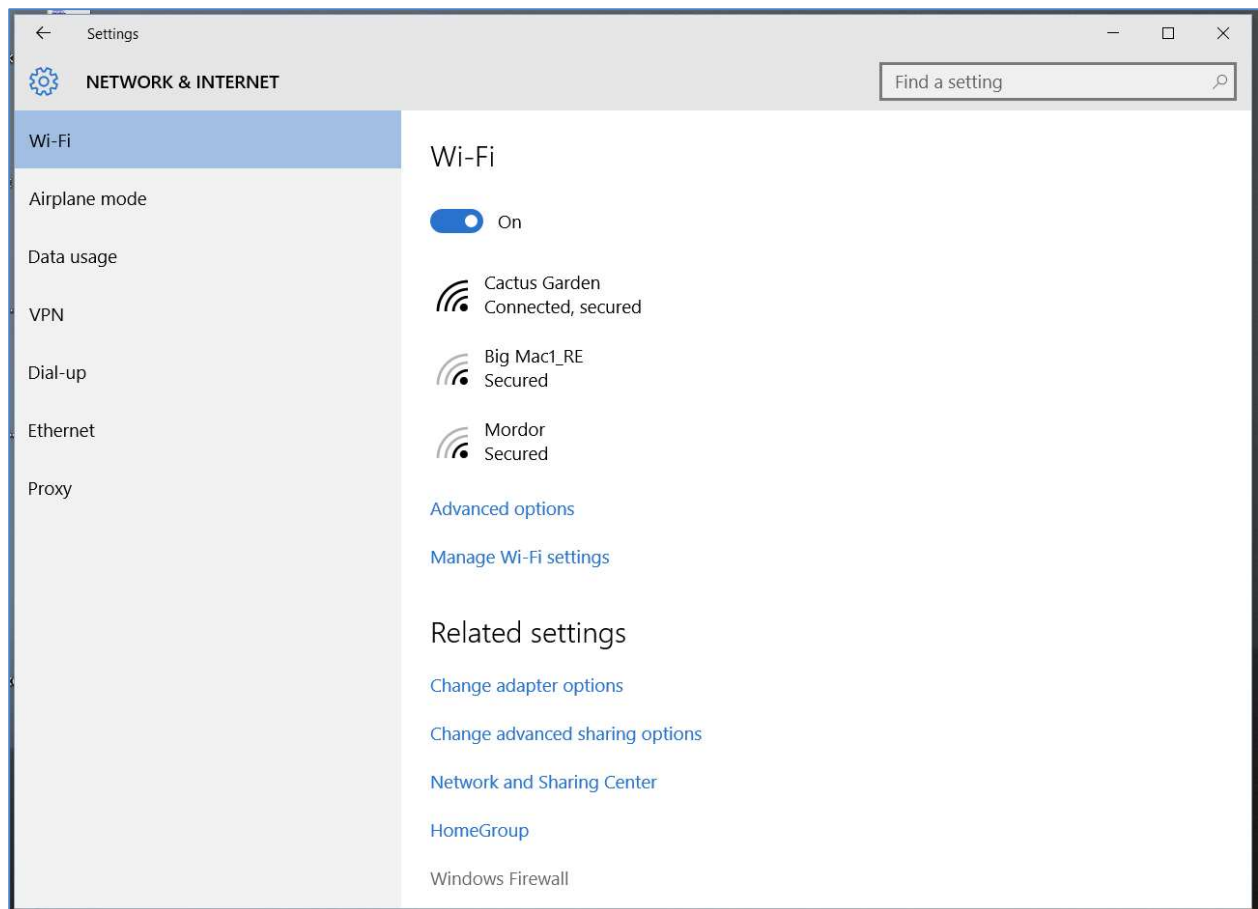 Settings
NETWORK & INTERNET
Find a setting
Wi-Fi
Airplane mode
Data usage
VPN
Dial-up
Ethernet
Proxy
Wi-Fi
On
Cactus Garden
Connected, secured
Big Mac1_RE
Secured
Mordor
Secured
Advanced options
Manage Wi-Fi settings
Related settings
Change adapter options
Change advanced sharing options
Network and Sharing Center
HomeGroup
Windows Firewall